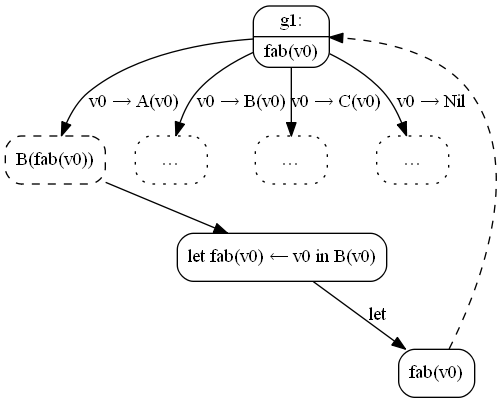 g1:
fab(v0)
v0 → A(v0)
v0 → B(v0)
v0 → C(v0)
v0 → Nil
B(fab(v0))
...
...
...
let fab(v0) ← v0 in B(v0)
let
fab(v0)